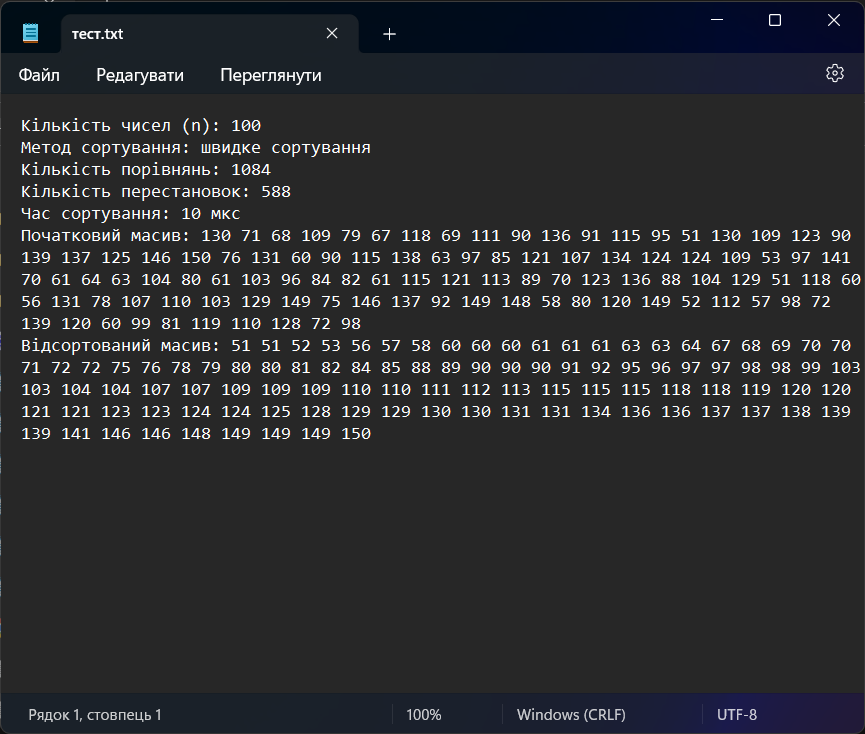 тест.txt
Файл Редагувати Переглянути
Кількість чисел (n): 100
Метод сортування: швидке сортування
Кількість порівнянь: 1084
Кількість перестановок: 588
Час сортування: 10 мкс
Початковий масив: 130 71 68 109 79 67 118 69 111 90 136 91 115 95 51 130 109 123 90
139 137 125 146 150 76 131 60 90 115 138 63 97 85 121 107 134 124 124 109 53 97 141
70 61 64 63 104 80 61 103 96 84 82 61 115 121 113 89 70 123 136 88 104 129 51 118 60
56 131 78 107 110 103 129 149 75 146 137 92 149 148 58 80 120 149 52 112 57 98 72
139 120 60 99 81 119 110 128 72 98
Відсортований масив: 51 51 52 53 56 57 58 60 60 60 61 61 61 63 63 64 67 68 69 70 70
71 72 72 75 76 78 79 80 80 81 82 84 85 88 89 90 90 90 91 92 95 96 97 97 98 98 99 103
103 104 104 107 107 109 109 109 110 110 111 112 113 115 115 115 118 118 119 120 120
121 121 123 123 124 124 125 128 129 129 130 130 131 131 134 136 136 137 137 138 139
139 141 146 146 148 149 149 149 150
Рядок 1, стовпець 1 100% Windows (CRLF) UTF-8